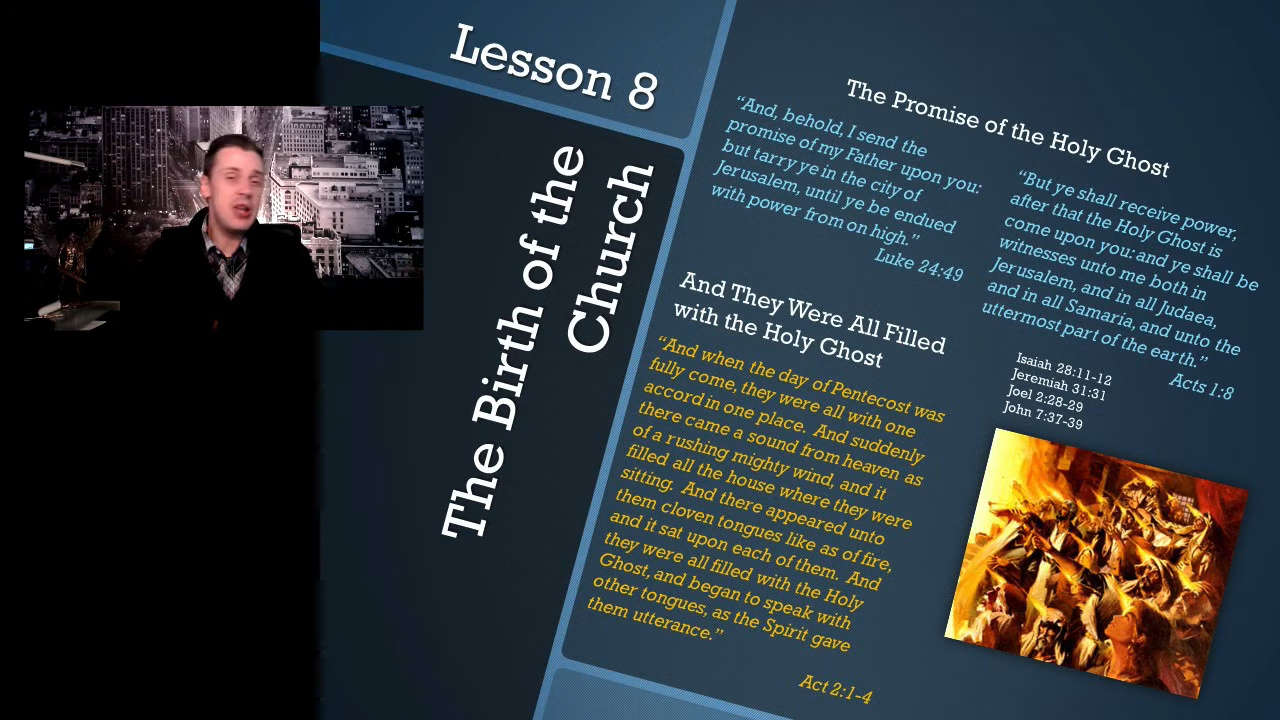 Lesson 8
The Birth of the
Church
The Promise of the Holy Ghost
“And, behold, I send the
promise of my Father upon you:
but tarry ye in the city of
Jerusalem, until ye be endued
with power from on high.”
Luke 24:49
“But ye shall receive power,
after that the Holy Ghost is
come upon you: and ye shall be
witnesses unto me both in
Jerusalem, and in all Judaea,
and in all Samaria, and unto the
uttermost part of the earth.”
Acts 1:8
And They Were All Filled
with the Holy Ghost
“And when the day of Pentecost was
fully come, they were all with one
accord in one place.  And suddenly
there came a sound from heaven as
of a rushing mighty wind, and it
filled all the house where they were
sitting.  And there appeared unto
them cloven tongues like as of fire,
and it sat upon each of them.  And
they were all filled with the Holy
Ghost, and began to speak with
other tongues, as the Spirit gave
them utterance.”
Act 2:1-4
Isaiah 28:11-12
Jeremiah 31:31
Joel 2:28-29
John 7:37-39